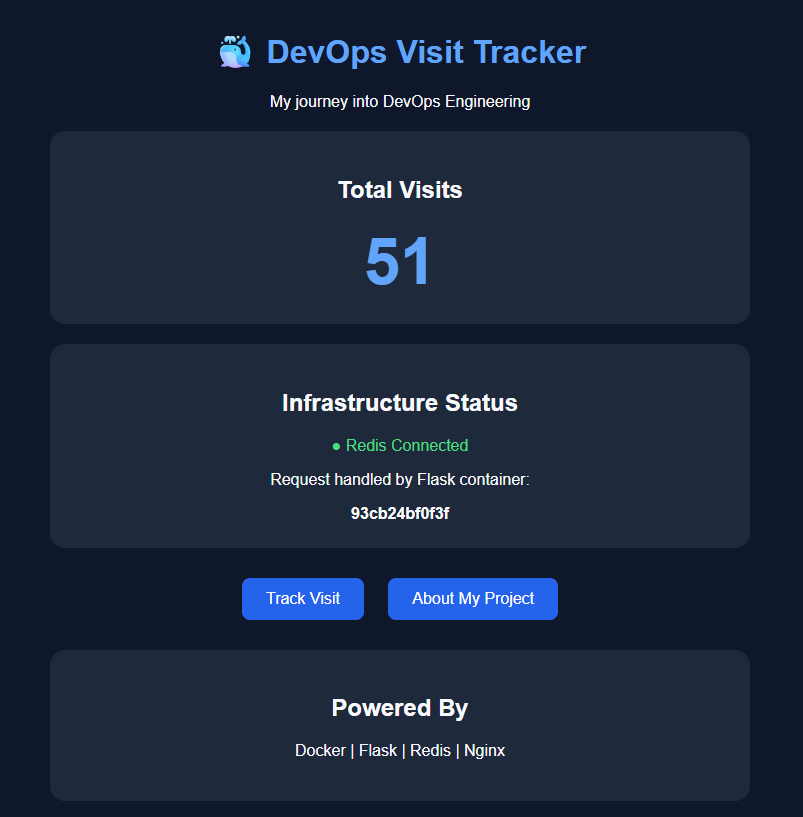 DevOps Visit Tracker
My journey into DevOps Engineering
Total Visits
51
Infrastructure Status
● Redis Connected
Request handled by Flask container:
93cb24bf0f3f
Track Visit
About My Project
Powered By
Docker | Flask | Redis | Nginx